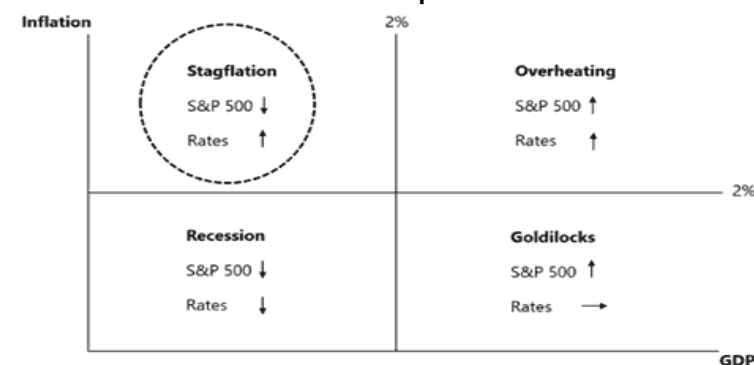 Inflation
2%
Stagflation
S&P 500 ↓
Rates ↑
Overheating
S&P 500 ↑
Rates ↑
2%
Recession
S&P 500 ↓
Rates ↓
Goldilocks
S&P 500 ↑
Rates →
GDP